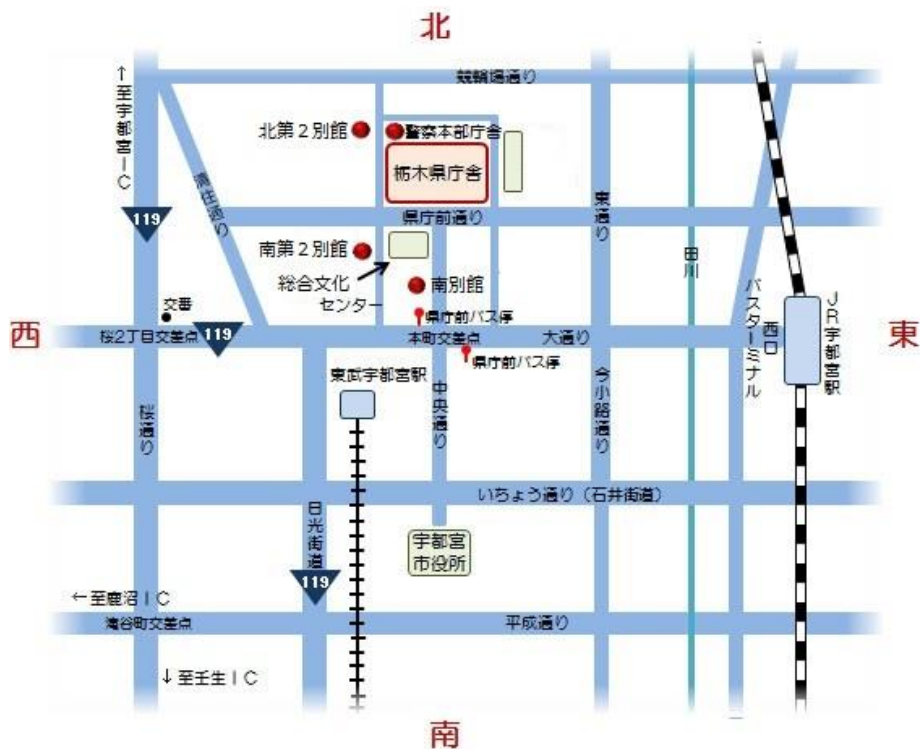 北
競輪場通り
↑至宇都宮IC
北第2別館
警察本部庁舎
栃木県庁舎
清住通り
東通り
119
県庁前通り
田川
南第2別館
総合文化
センター
南別館
交番
県庁前バス停
西
桜2丁目交差点
119
本町交差点
大通り
西口
バスターミナル
JR宇都宮駅
東
県庁前バス停
東武宇都宮駅
桜通り
中央通り
今小路通り
いちょう通り(石井街道)
日光街道
宇都宮
市役所
119
←至鹿沼IC
滝谷町交差点
平成通り
↓至壬生IC
南